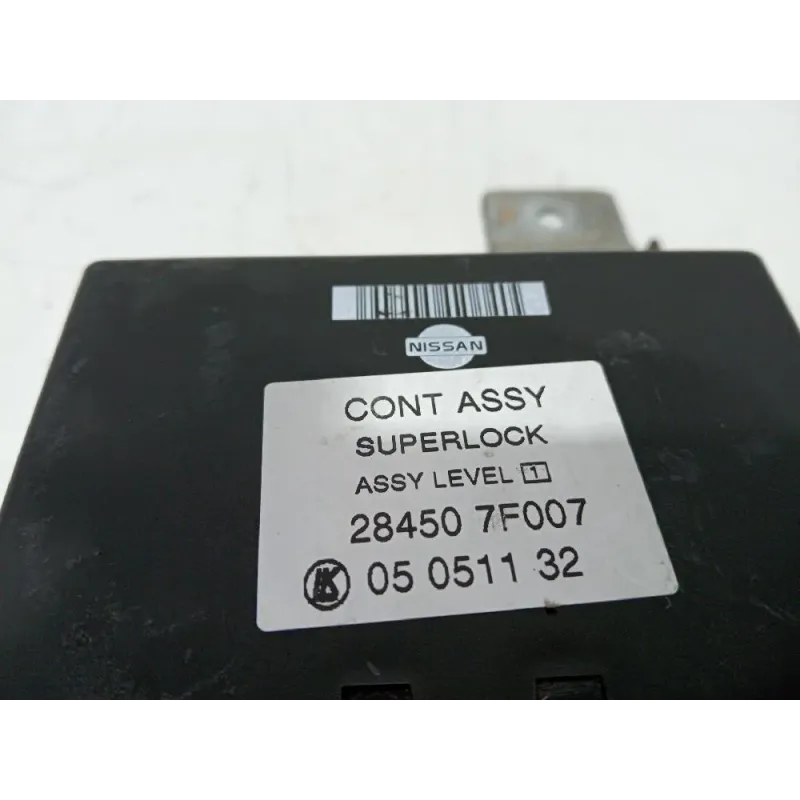 NISSAN
CONT ASSY
SUPERLOCK
ASSY LEVEL 1
28450 7F007
05 0511 32